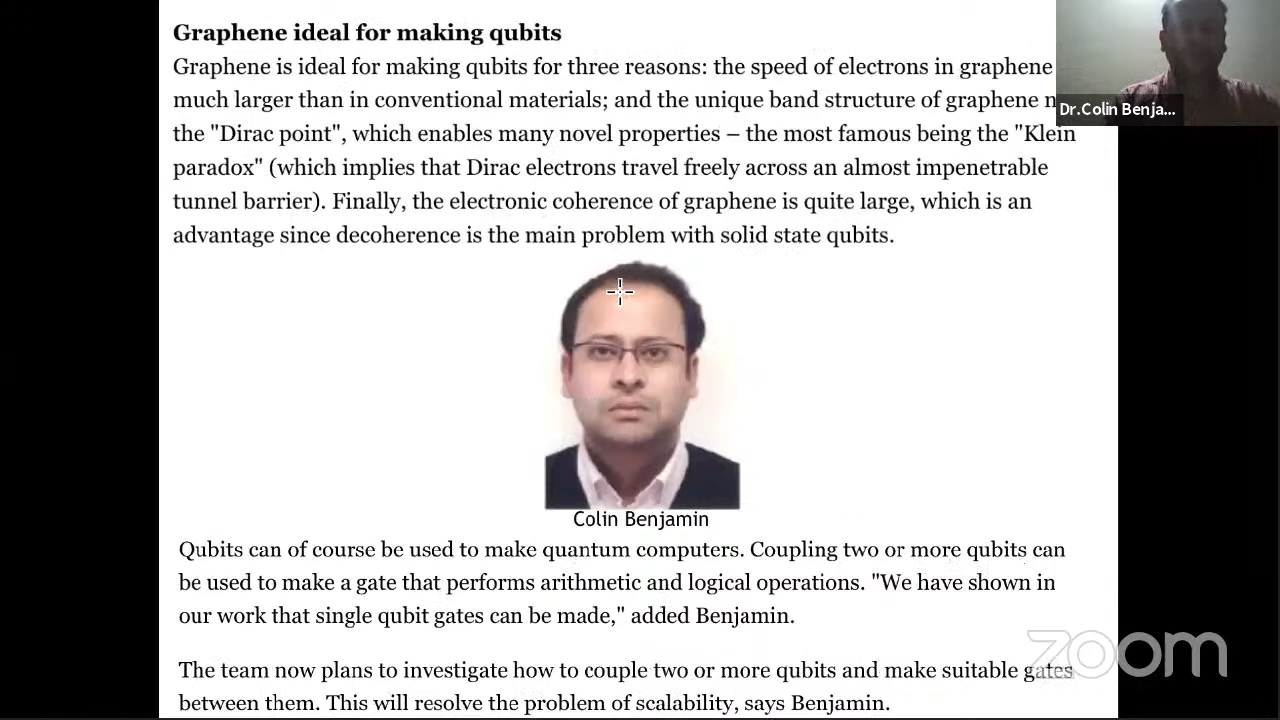 Graphene ideal for making qubits
Graphene is ideal for making qubits for three reasons: the speed of electrons in graphene
much larger than in conventional materials; and the unique band structure of graphene n
the "Dirac point", which enables many novel properties – the most famous being the "Klein
paradox" (which implies that Dirac electrons travel freely across an almost impenetrable
tunnel barrier). Finally, the electronic coherence of graphene is quite large, which is an
advantage since decoherence is the main problem with solid state qubits.
Dr.Colin Benja...
Colin Benjamin
Qubits can of course be used to make quantum computers. Coupling two or more qubits can
be used to make a gate that performs arithmetic and logical operations. "We have shown in
our work that single qubit gates can be made," added Benjamin.
The team now plans to investigate how to couple two or more qubits and make suitable gates
between them. This will resolve the problem of scalability, says Benjamin.
zoom